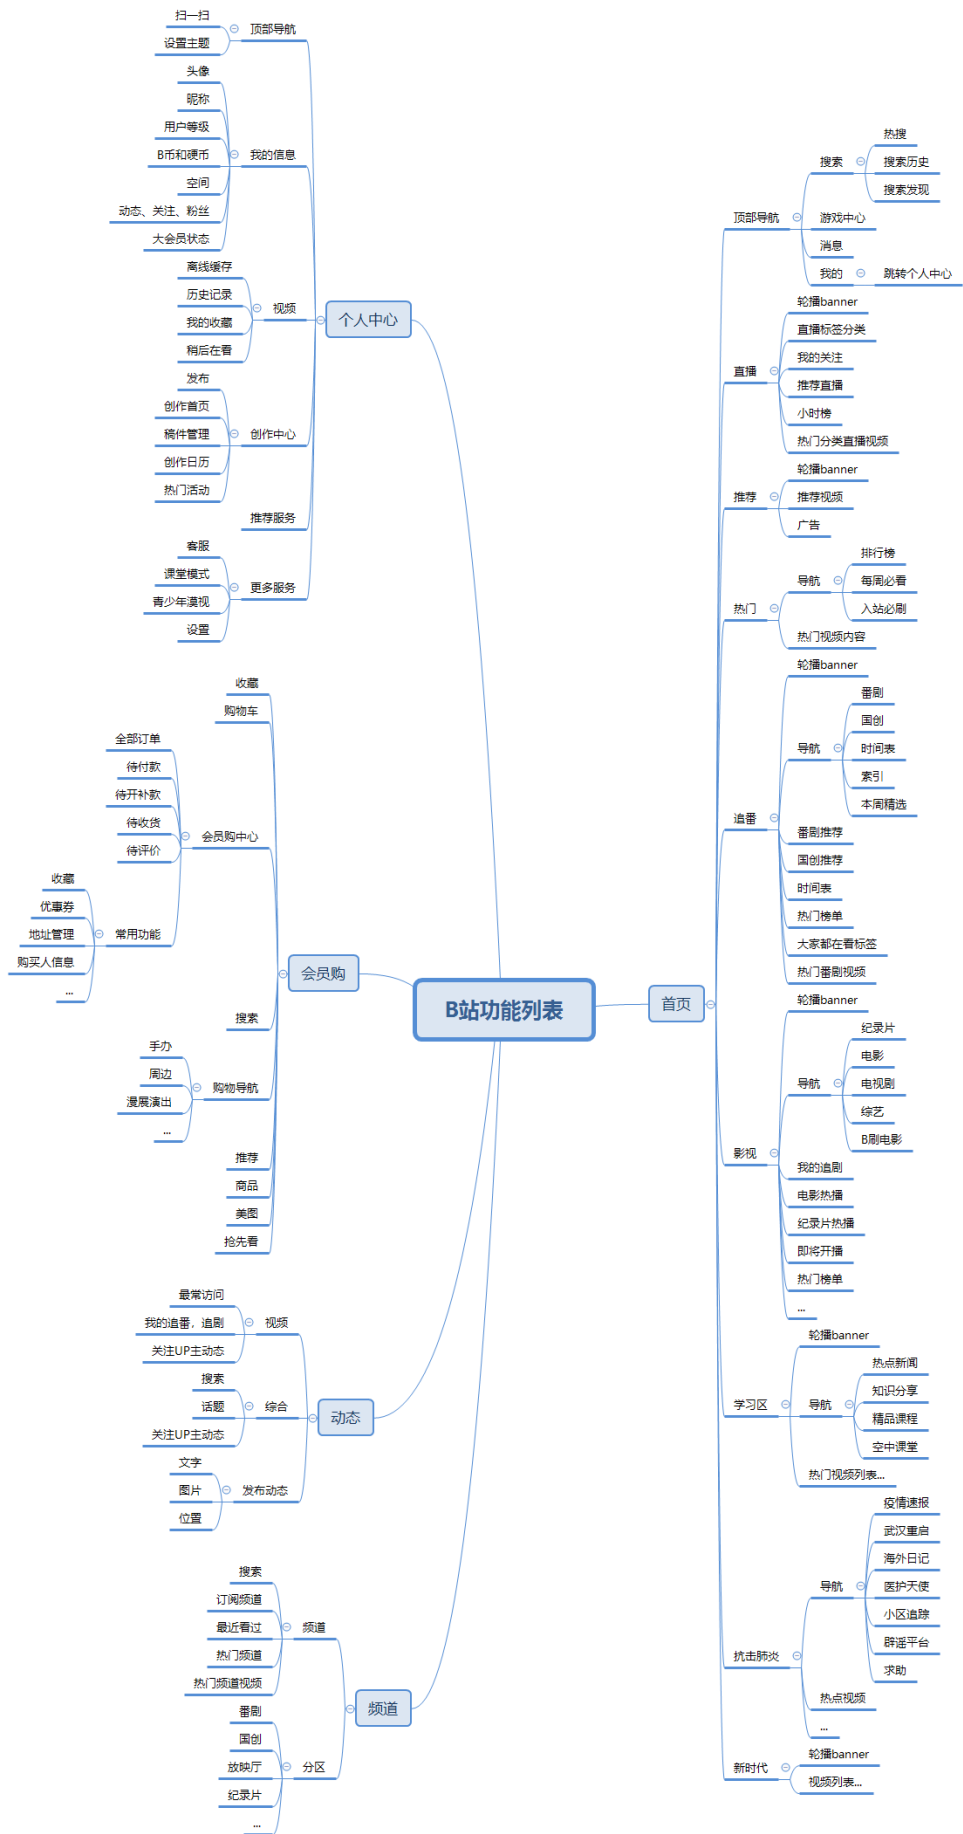 B站功能列表
首页
顶部导航
搜索
热搜
搜索历史
搜索发现
游戏中心
消息
我的
跳转个人中心
直播
轮播banner
直播标签分类
我的关注
推荐直播
小时榜
热门分类直播视频
推荐
轮播banner
推荐视频
广告
热门
导航
排行榜
每周必看
入站必刷
热门视频内容
追番
轮播banner
导航
番剧
国创
时间表
索引
本周精选
番剧推荐
国创推荐
时间表
热门榜单
大家都在看标签
热门番剧视频
影视
轮播banner
导航
纪录片
电影
电视剧
综艺
B刷电影
我的追剧
电影热播
纪录片热播
即将开播
热门榜单
...
学习区
轮播banner
导航
热点新闻
知识分享
精品课程
空中课堂
热门视频列表...
抗击肺炎
导航
疫情速报
武汉重启
海外日记
医护天使
小区追踪
辟谣平台
求助
热点视频
...
新时代
轮播banner
视频列表...
个人中心
顶部导航
扫一扫
设置主题
我的信息
头像
昵称
用户等级
B币和硬币
空间
动态、关注、粉丝
大会员状态
视频
离线缓存
历史记录
我的收藏
稍后在看
创作中心
发布
创作首页
稿件管理
创作日历
热门活动
推荐服务
更多服务
客服
课堂模式
青少年漠视
设置
会员购
收藏
购物车
会员购中心
全部订单
待付款
待开补款
待收货
待评价
常用功能
收藏
优惠券
地址管理
购买人信息
...
搜索
购物导航
手办
周边
漫展演出
...
推荐
商品
美图
抢先看
动态
视频
最常访问
我的追番，追剧
关注UP主动态
综合
搜索
话题
关注UP主动态
发布动态
文字
图片
位置
频道
频道
搜索
订阅频道
最近看过
热门频道
热门频道视频
分区
番剧
国创
放映厅
纪录片
...